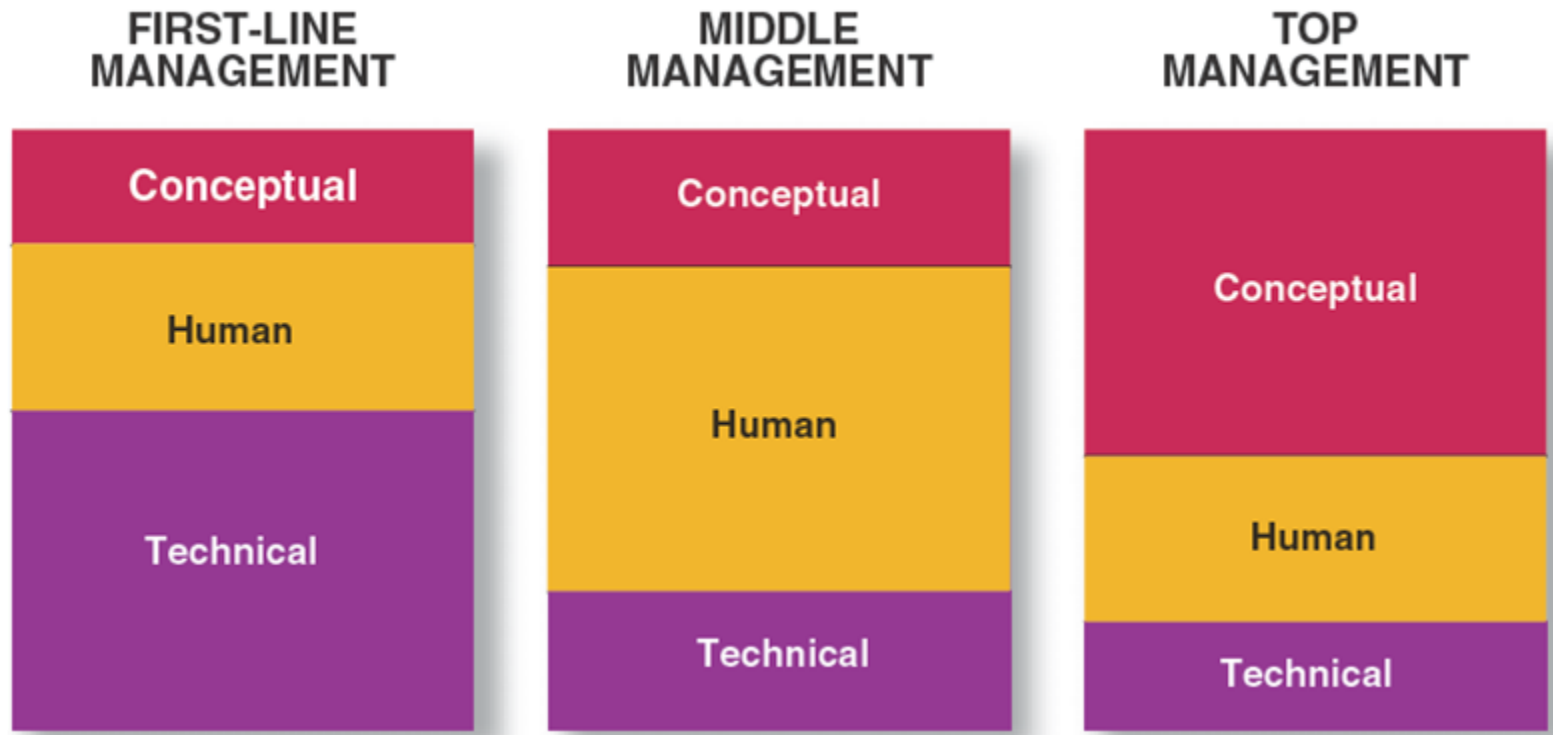 FIRST-LINE
MANAGEMENT
Conceptual
Human
Technical
MIDDLE
MANAGEMENT
Conceptual
Human
Technical
TOP
MANAGEMENT
Conceptual
Human
Technical